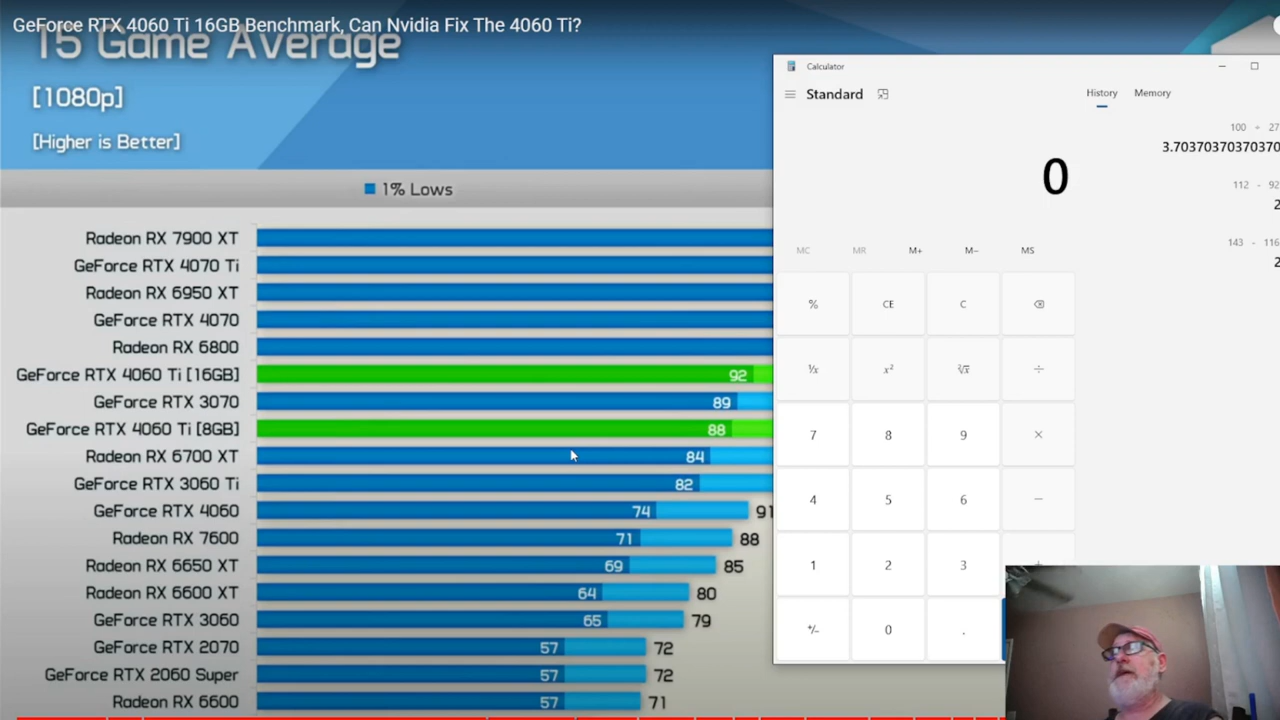 GeForce RTX 4060 Ti 16GB Benchmark, Can Nvidia Fix The 4060 Ti?
15 Game Average
[1080p]
[Higher is Better]
1% Lows
Radeon RX 7900 XT
GeForce RTX 4070 Ti
Radeon RX 6950 XT
GeForce RTX 4070
Radeon RX 6800
GeForce RTX 4060 Ti [16GB] 92
GeForce RTX 3070 89
GeForce RTX 4060 Ti [8GB] 88
Radeon RX 6700 XT 84
GeForce RTX 3060 Ti 82
GeForce RTX 4060 74 91
Radeon RX 7600 71 88
Radeon RX 6650 XT 69 85
Radeon RX 6600 XT 64 80
GeForce RTX 3060 65 79
GeForce RTX 2070 57 72
GeForce RTX 2060 Super 57 72
Radeon RX 6600 57 71
Calculator
Standard
History Memory
0
100 ÷ 27
3.70370370370370
112 - 92
2
143 - 116
2
MC MR M+ M- MS
% CE C
¹/x x² ²√x ÷
7 8 9 ×
4 5 6 −
1 2 3 +
+/- 0 .